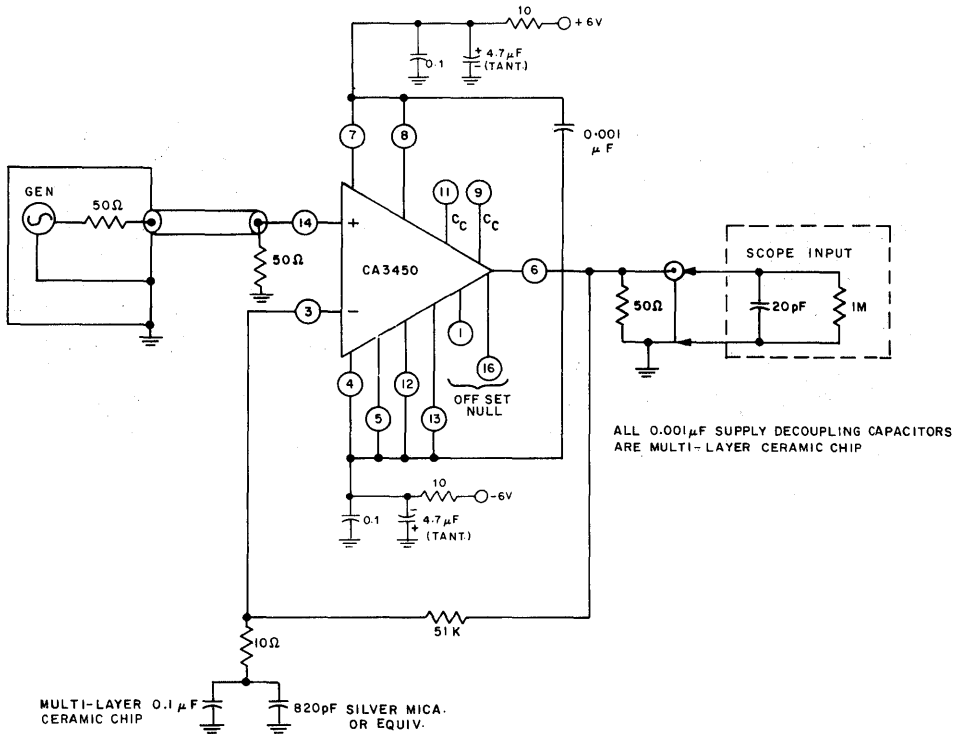 10
+6V
0.1
+ 4.7µF
– (TANT.)
7
8
0.001
µF
GEN
50Ω
14
+
50Ω
11
9
CC
CC
CA3450
6
3
–
50Ω
SCOPE INPUT
20pF
1M
1
16
4
5
12
13
OFF SET
NULL
ALL 0.001µF SUPPLY DECOUPLING CAPACITORS
ARE MULTI-LAYER CERAMIC CHIP
10
-6V
0.1
– 4.7µF
+ (TANT.)
51K
10Ω
MULTI-LAYER 0.1µF
CERAMIC CHIP
820pF SILVER MICA.
OR EQUIV.